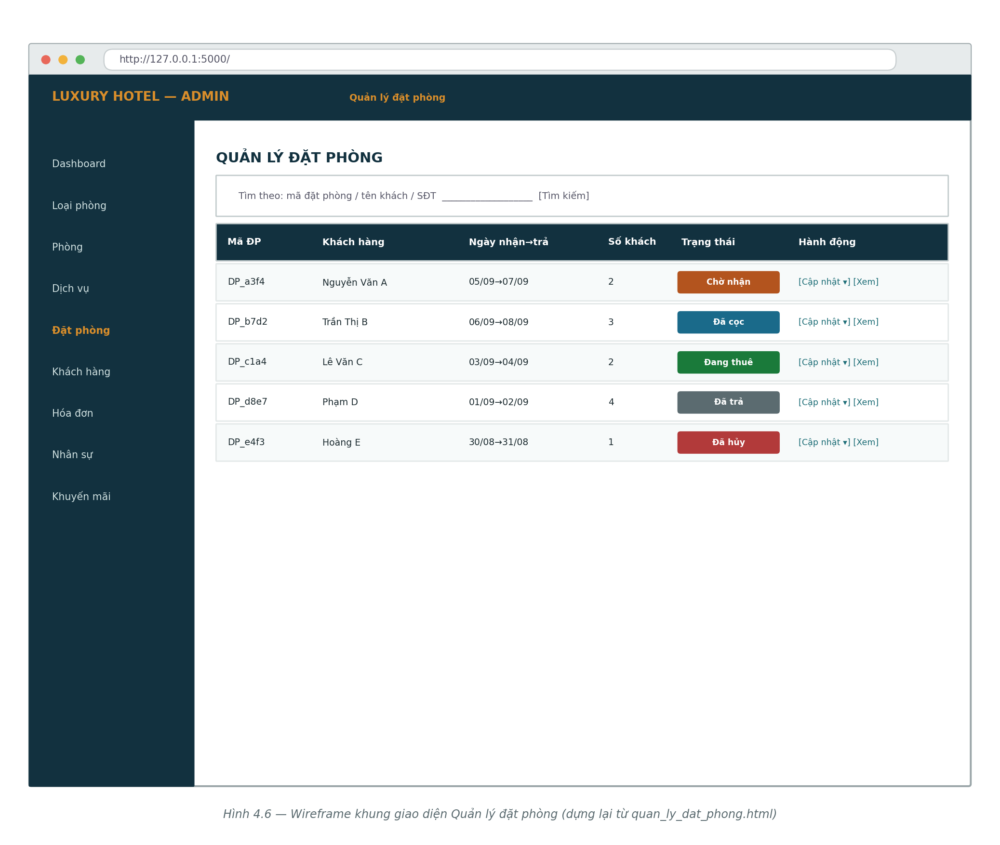 http://127.0.0.1:5000/
LUXURY HOTEL — ADMIN
Quản lý đặt phòng
Dashboard
Loại phòng
Phòng
Dịch vụ
Đặt phòng
Khách hàng
Hóa đơn
Nhân sự
Khuyến mãi
QUẢN LÝ ĐẶT PHÒNG
Tìm theo: mã đặt phòng / tên khách / SĐT ___________________ [Tìm kiếm]
Mã ĐP Khách hàng Ngày nhận→trả Số khách Trạng thái Hành động
DP_a3f4 Nguyễn Văn A 05/09→07/09 2 Chờ nhận [Cập nhật ▾] [Xem]
DP_b7d2 Trần Thị B 06/09→08/09 3 Đã cọc [Cập nhật ▾] [Xem]
DP_c1a4 Lê Văn C 03/09→04/09 2 Đang thuê [Cập nhật ▾] [Xem]
DP_d8e7 Phạm D 01/09→02/09 4 Đã trả [Cập nhật ▾] [Xem]
DP_e4f3 Hoàng E 30/08→31/08 1 Đã hủy [Cập nhật ▾] [Xem]
Hình 4.6 — Wireframe khung giao diện Quản lý đặt phòng (dựng lại từ quan_ly_dat_phong.html)